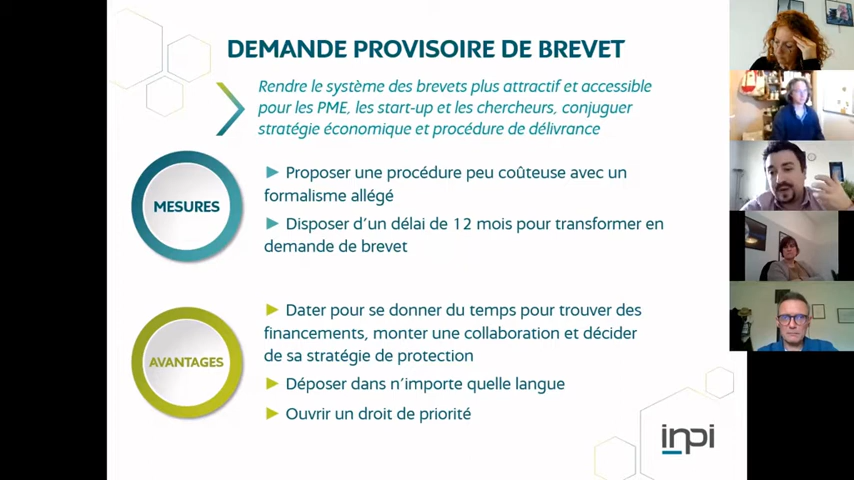 DEMANDE PROVISOIRE DE BREVET
Rendre le système des brevets plus attractif et accessible
pour les PME, les start-up et les chercheurs, conjuguer
stratégie économique et procédure de délivrance
MESURES
► Proposer une procédure peu coûteuse avec un
formalisme allégé
► Disposer d'un délai de 12 mois pour transformer en
demande de brevet
AVANTAGES
► Dater pour se donner du temps pour trouver des
financements, monter une collaboration et décider
de sa stratégie de protection
► Déposer dans n'importe quelle langue
► Ouvrir un droit de priorité
inpi